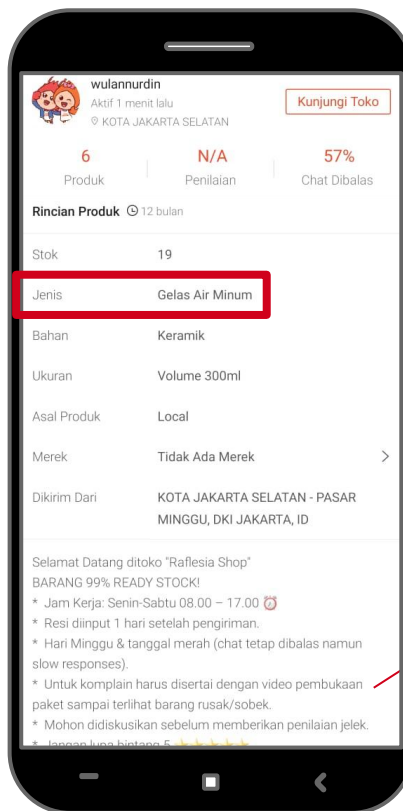 wulannurdin
Aktif 1 menit lalu
KOTA JAKARTA SELATAN
Kunjungi Toko
6
Produk
N/A
Penilaian
57%
Chat Dibalas
Rincian Produk 12 bulan
Stok 19
Jenis Gelas Air Minum
Bahan Keramik
Ukuran Volume 300ml
Asal Produk Local
Merek Tidak Ada Merek
Dikirim Dari KOTA JAKARTA SELATAN - PASAR
MINGGU, DKI JAKARTA, ID
Selamat Datang ditoko "Raflesia Shop"
BARANG 99% READY STOCK!
* Jam Kerja: Senin-Sabtu 08.00 – 17.00 ⏰
* Resi diinput 1 hari setelah pengiriman.
* Hari Minggu & tanggal merah (chat tetap dibalas namun
slow responses).
* Untuk komplain harus disertai dengan video pembukaan
paket sampai terlihat barang rusak/sobek.
* Mohon didiskusikan sebelum memberikan penilaian jelek.
* Jangan lupa bintang 5